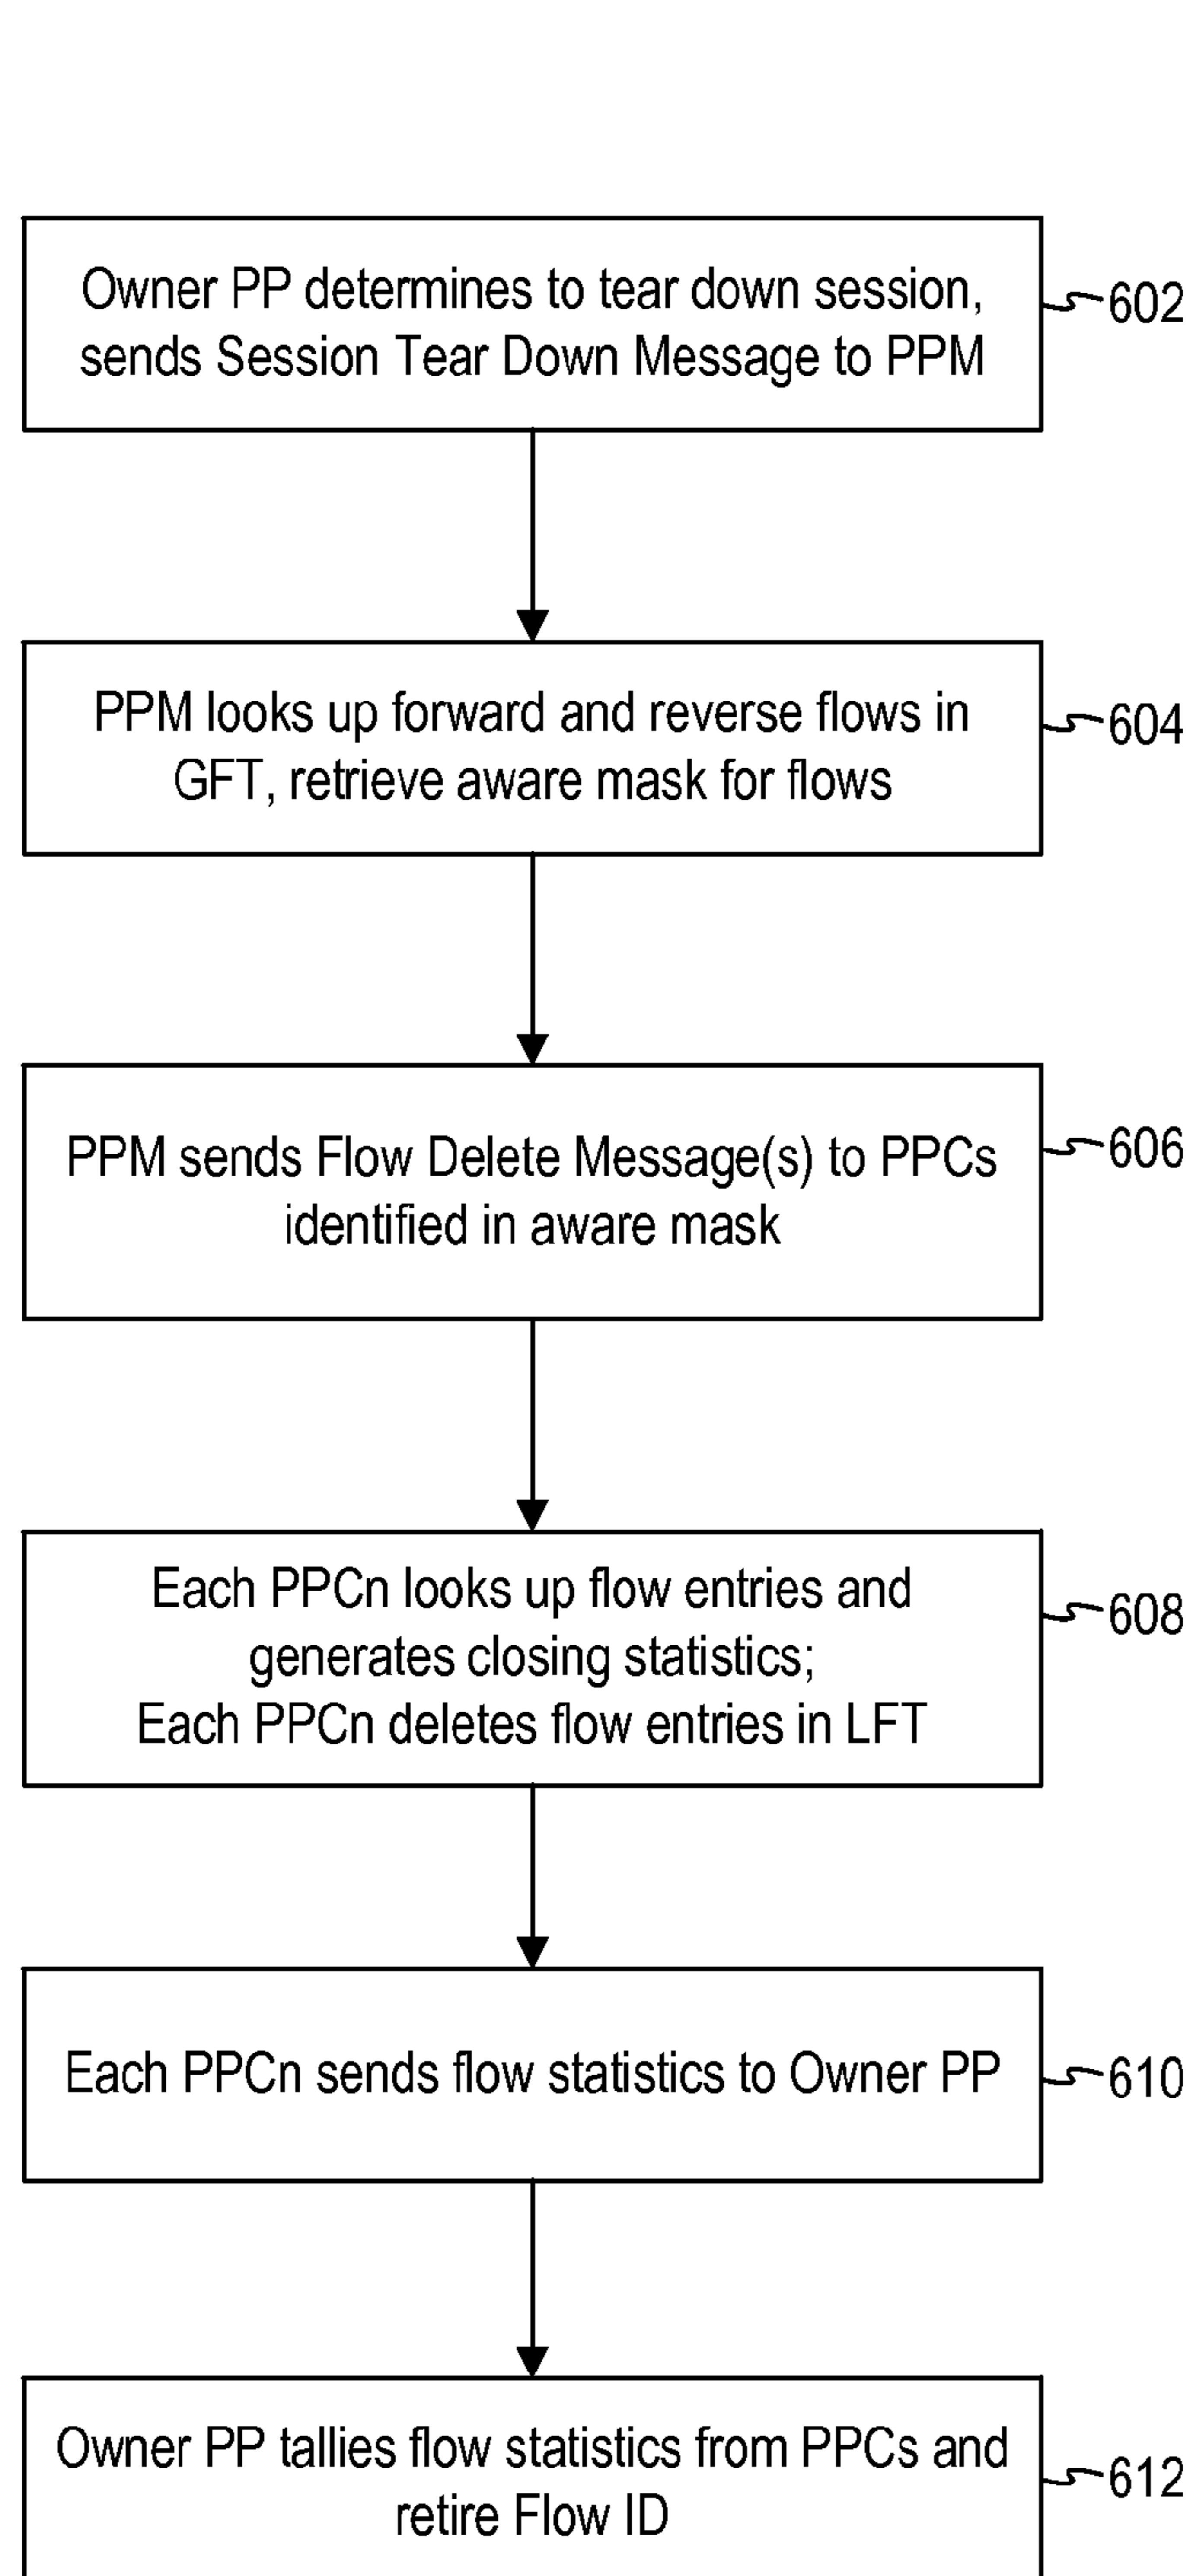 Owner PP determines to tear down session,
sends Session Tear Down Message to PPM
602
PPM looks up forward and reverse flows in
GFT, retrieve aware mask for flows
604
PPM sends Flow Delete Message(s) to PPCs
identified in aware mask
606
Each PPCn looks up flow entries and
generates closing statistics;
Each PPCn deletes flow entries in LFT
608
Each PPCn sends flow statistics to Owner PP
610
Owner PP tallies flow statistics from PPCs and
retire Flow ID
612